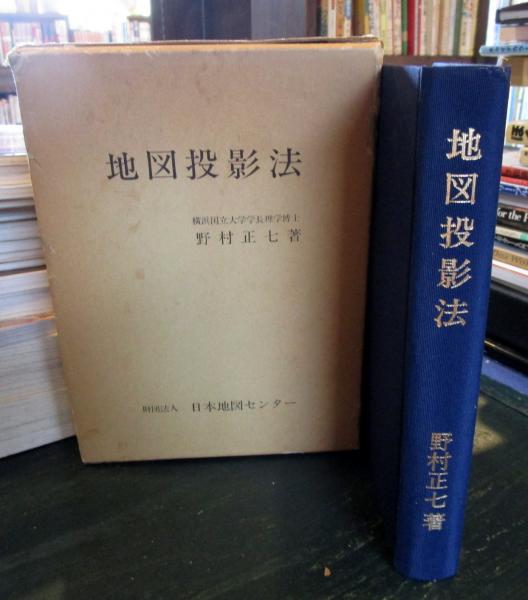 地図投影法
横浜国立大学学長理学博士
野村正七著
財団法人 日本地図センター
地図投影法
野村正七著